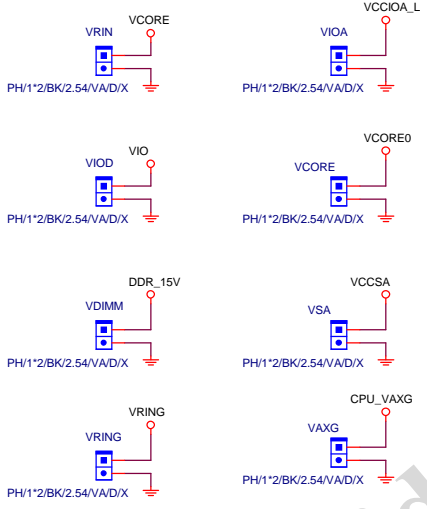 VCORE
VRIN
PH/1*2/BK/2.54/VA/D/X
VCCIOA_L
VIOA
PH/1*2/BK/2.54/VA/D/X
VIO
VIOD
PH/1*2/BK/2.54/VA/D/X
VCORE0
VCORE
PH/1*2/BK/2.54/VA/D/X
DDR_15V
VDIMM
PH/1*2/BK/2.54/VA/D/X
VCCSA
VSA
PH/1*2/BK/2.54/VA/D/X
VRING
VRING
PH/1*2/BK/2.54/VA/D/X
CPU_VAXG
VAXG
PH/1*2/BK/2.54/VA/D/X